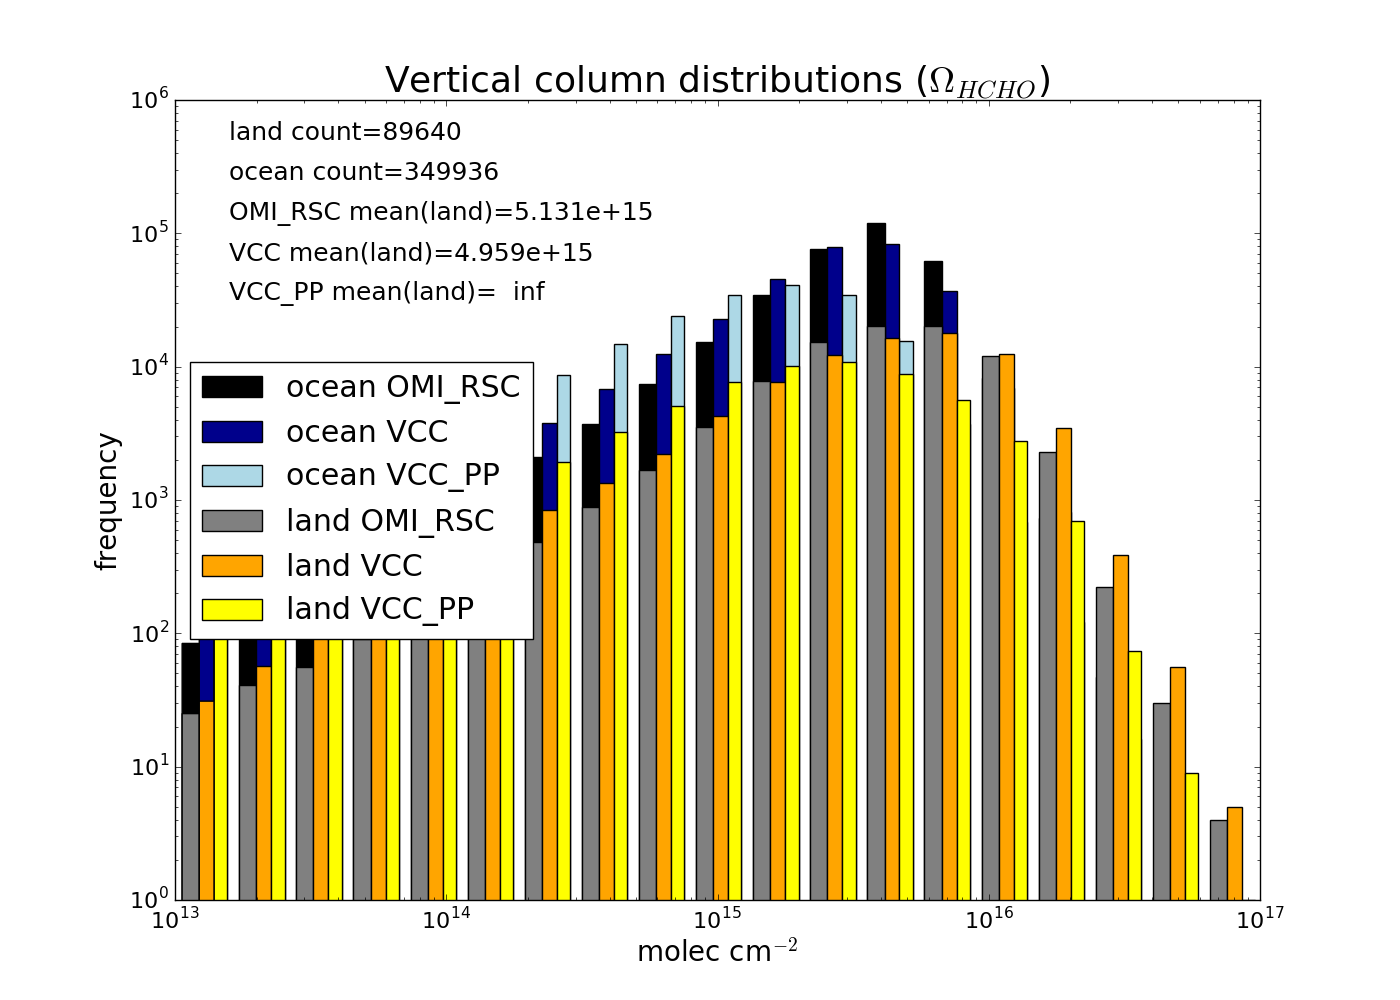 Vertical column distributions (Ω_HCHO)
10^6
land count=89640
ocean count=349936
OMI_RSC mean(land)=5.131e+15
10^5
VCC mean(land)=4.959e+15
VCC_PP mean(land)=  inf
10^4
ocean OMI_RSC
ocean VCC
ocean VCC_PP
land OMI_RSC
land VCC
land VCC_PP
frequency
10^3
10^2
10^1
10^0
10^13 10^14 10^15 10^16 10^17
molec cm^−2